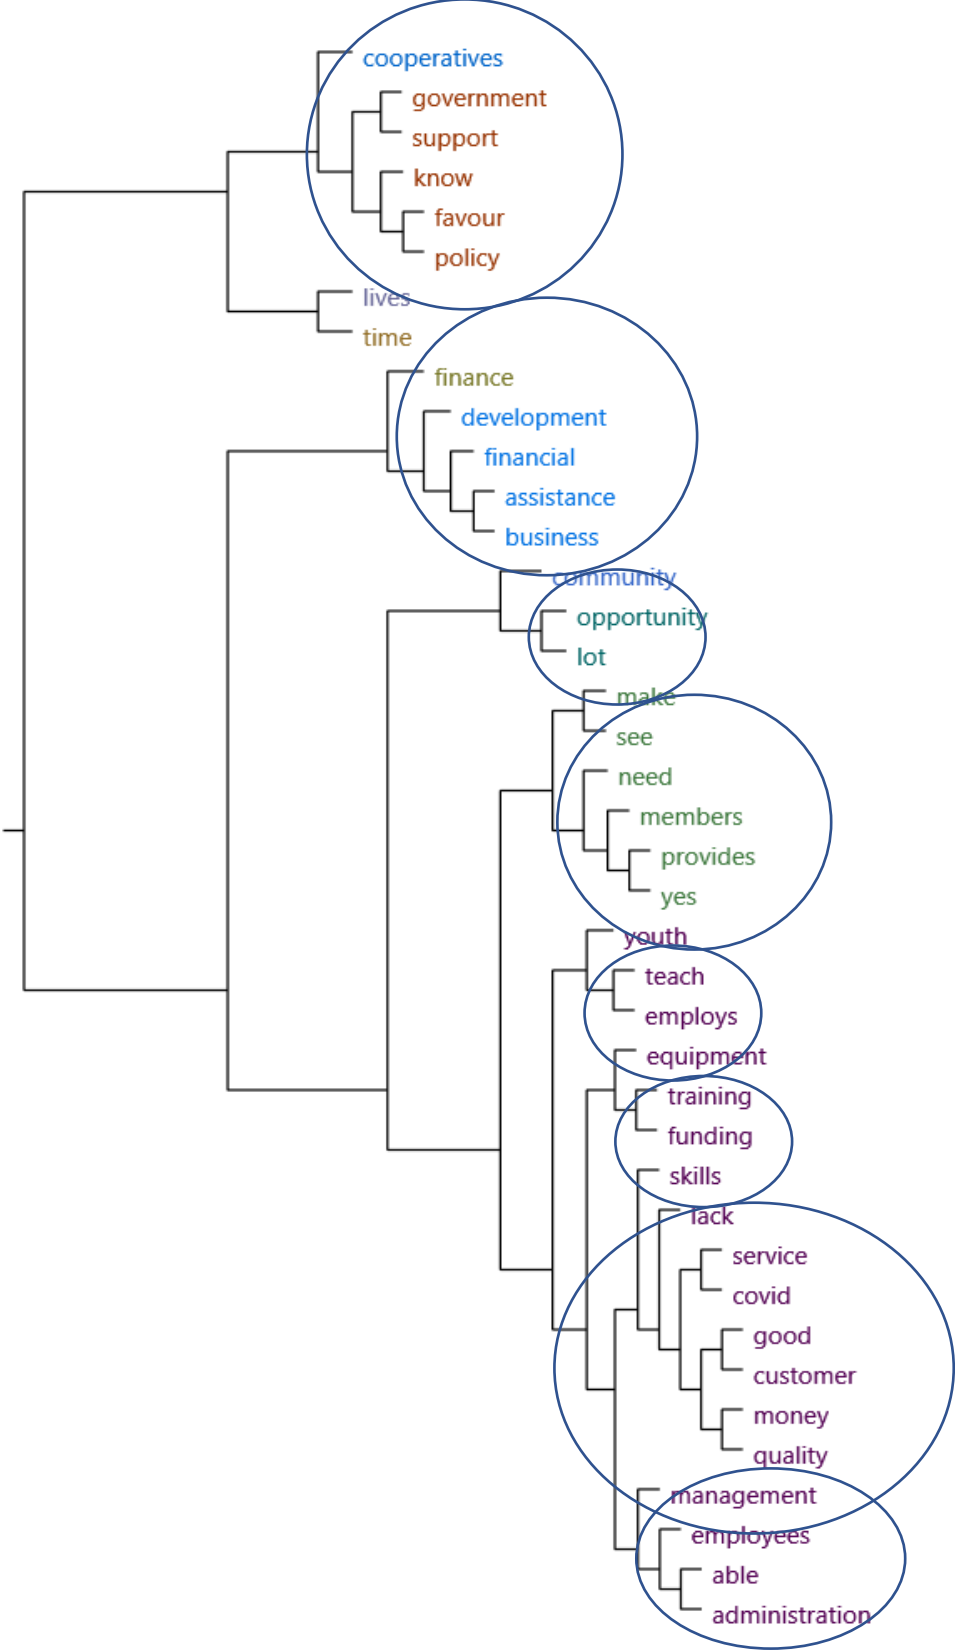 cooperatives
government
support
know
favour
policy
lives
time
finance
development
financial
assistance
business
community
opportunity
lot
make
see
need
members
provides
yes
youth
teach
employs
equipment
training
funding
skills
lack
service
covid
good
customer
money
quality
management
employees
able
administration